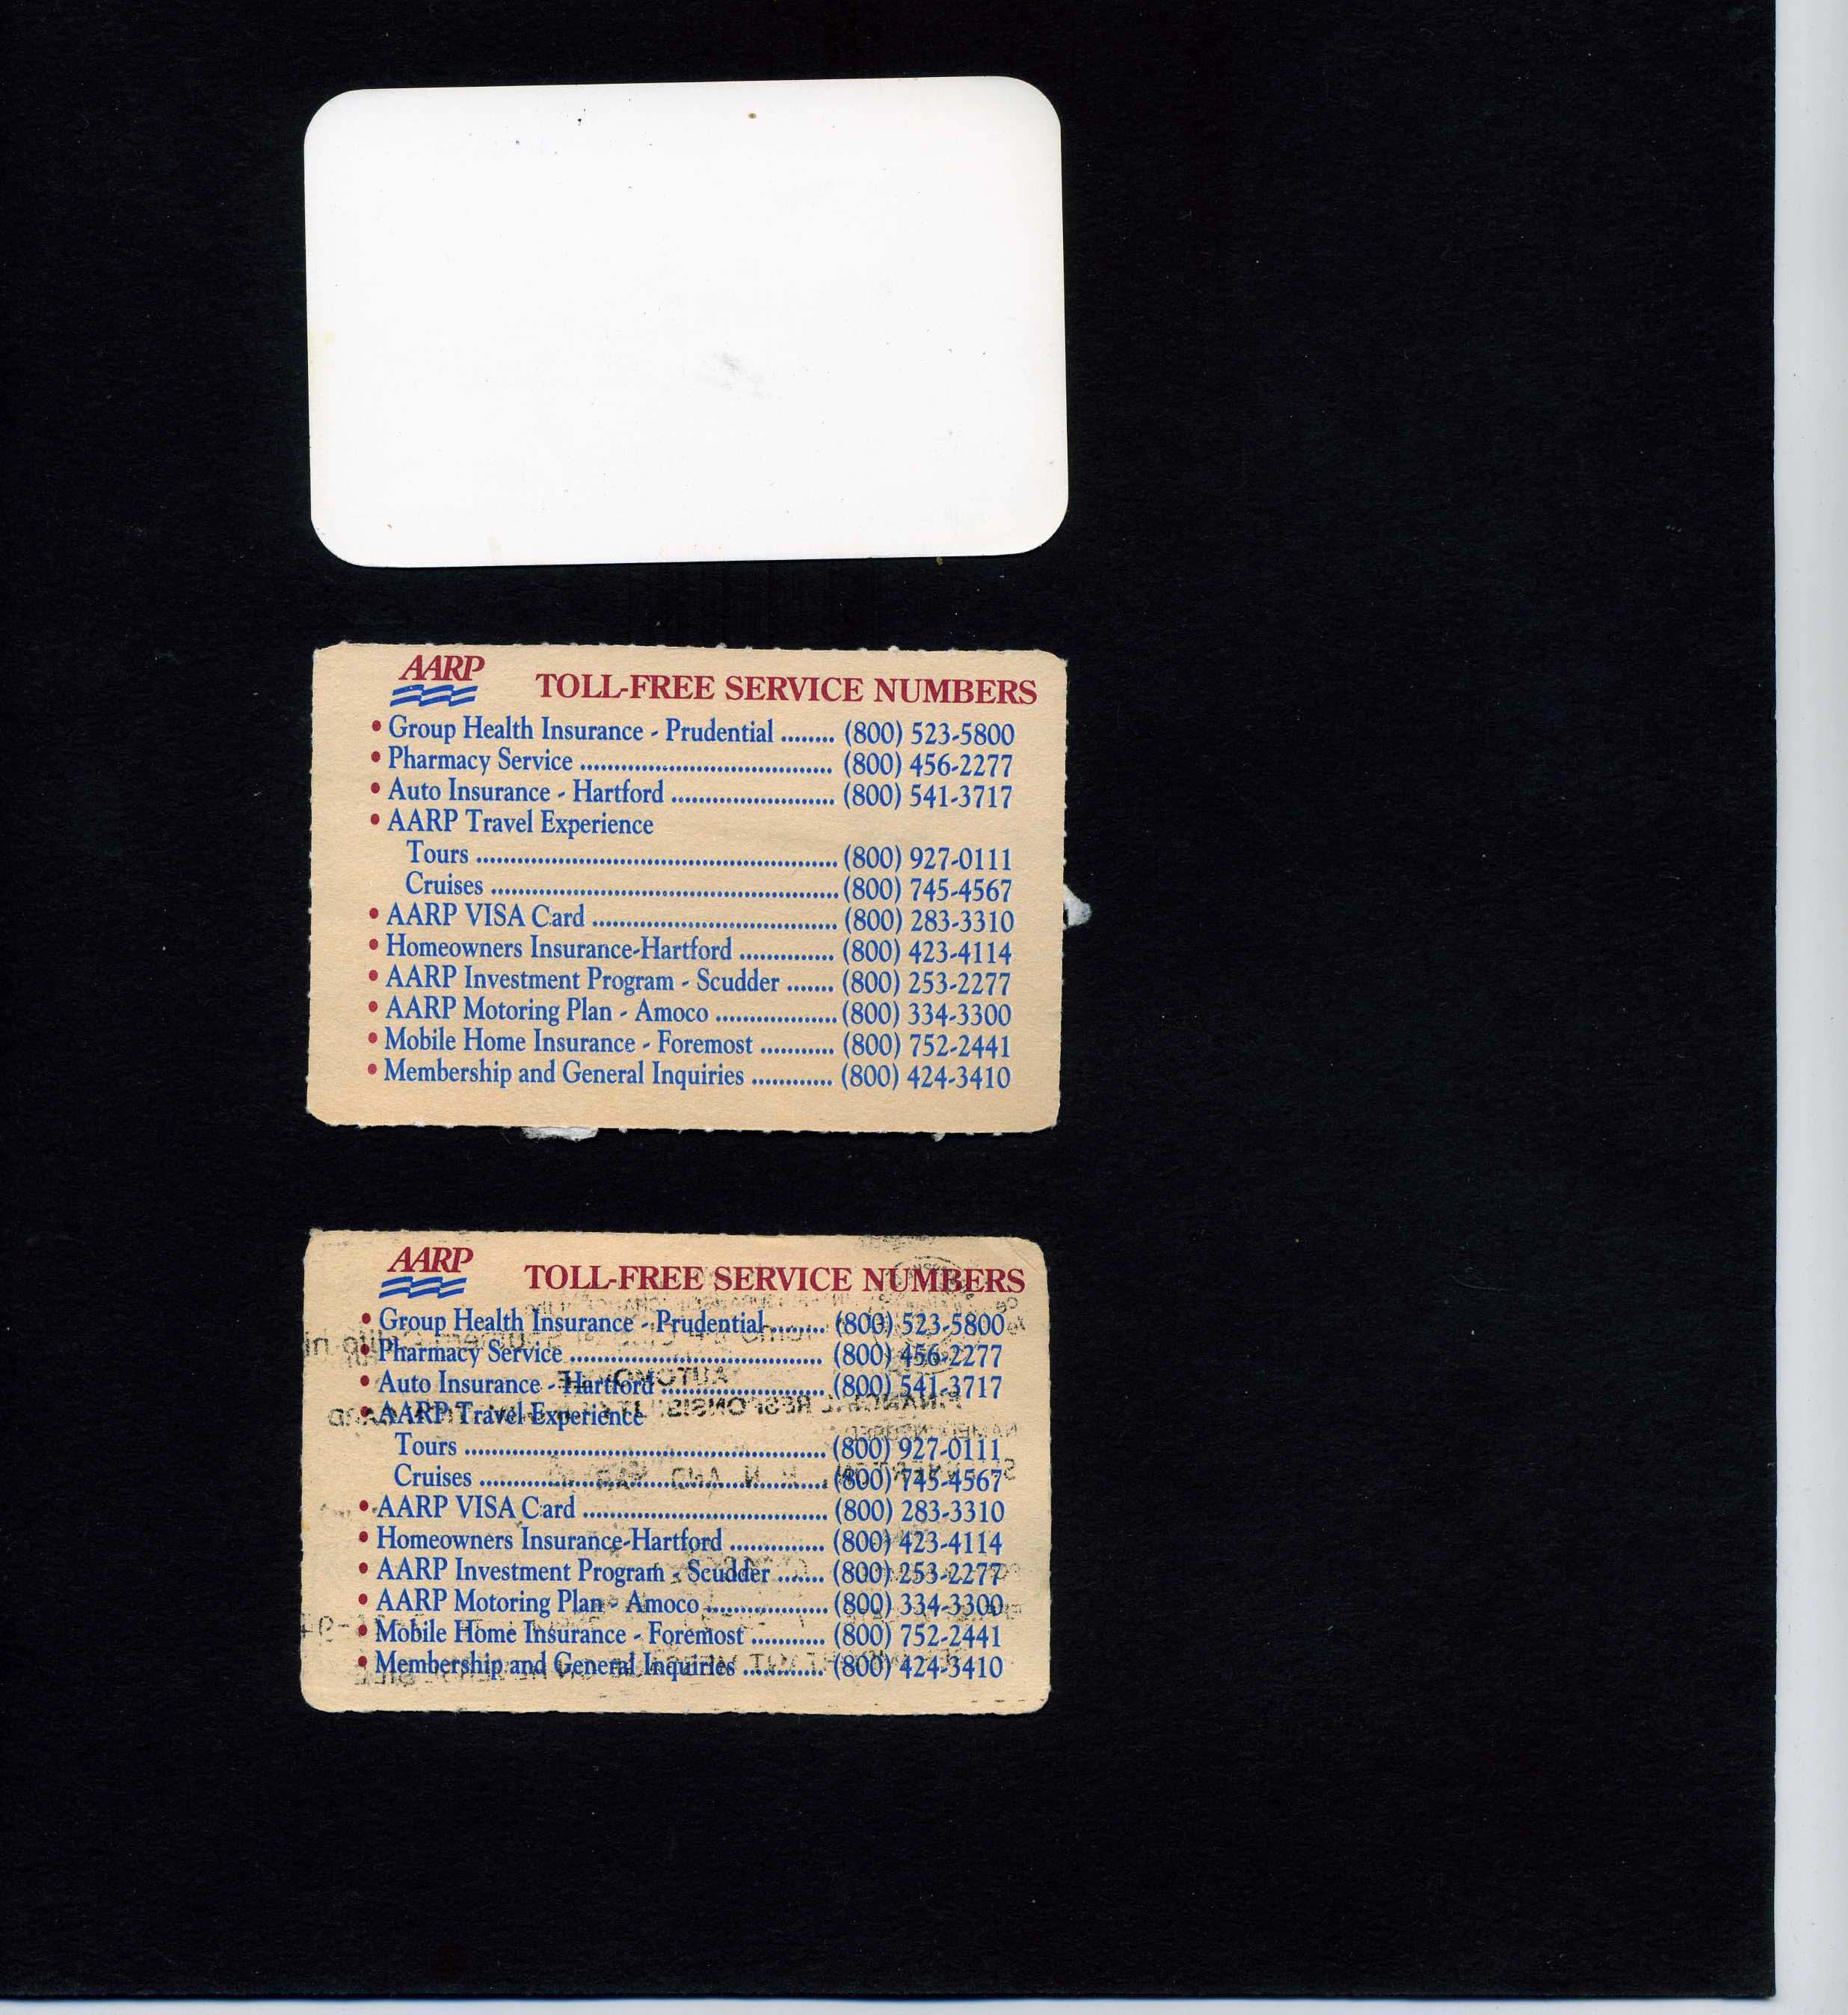 AARP
TOLL-FREE SERVICE NUMBERS
• Group Health Insurance - Prudential ........ (800) 523-5800
• Pharmacy Service ..................................... (800) 456-2277
• Auto Insurance - Hartford ........................ (800) 541-3717
• AARP Travel Experience
Tours ..................................................... (800) 927-0111
Cruises ................................................... (800) 745-4567
• AARP VISA Card .................................... (800) 283-3310
• Homeowners Insurance-Hartford .............. (800) 423-4114
• AARP Investment Program - Scudder ....... (800) 253-2277
• AARP Motoring Plan - Amoco .................. (800) 334-3300
• Mobile Home Insurance - Foremost ........... (800) 752-2441
• Membership and General Inquiries ............ (800) 424-3410
AARP
TOLL-FREE SERVICE NUMBERS
• Group Health Insurance - Prudential ........ (800) 523-5800
• Pharmacy Service ..................................... (800) 456-2277
• Auto Insurance - Hartford ........................ (800) 541-3717
• AARP Travel Experience
Tours ..................................................... (800) 927-0111
Cruises ................................................... (800) 745-4567
• AARP VISA Card .................................... (800) 283-3310
• Homeowners Insurance-Hartford .............. (800) 423-4114
• AARP Investment Program - Scudder ....... (800) 253-2277
• AARP Motoring Plan - Amoco .................. (800) 334-3300
• Mobile Home Insurance - Foremost ........... (800) 752-2441
• Membership and General Inquiries ............ (800) 424-3410